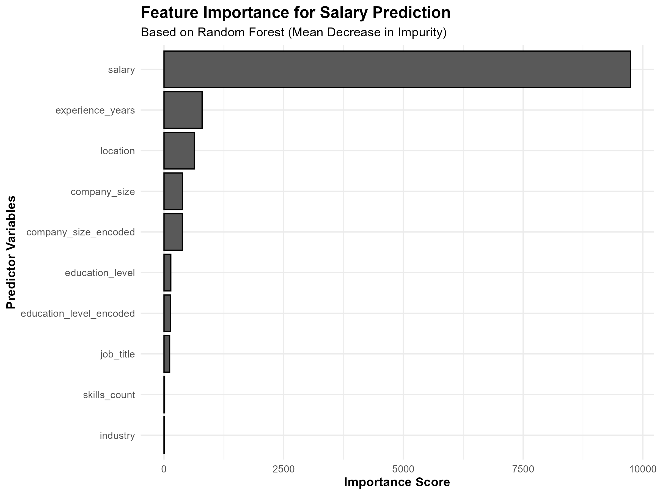 Feature Importance for Salary Prediction
Based on Random Forest (Mean Decrease in Impurity)
Predictor Variables
salary
experience_years
location
company_size
company_size_encoded
education_level
education_level_encoded
job_title
skills_count
industry
0 2500 5000 7500 10000
Importance Score